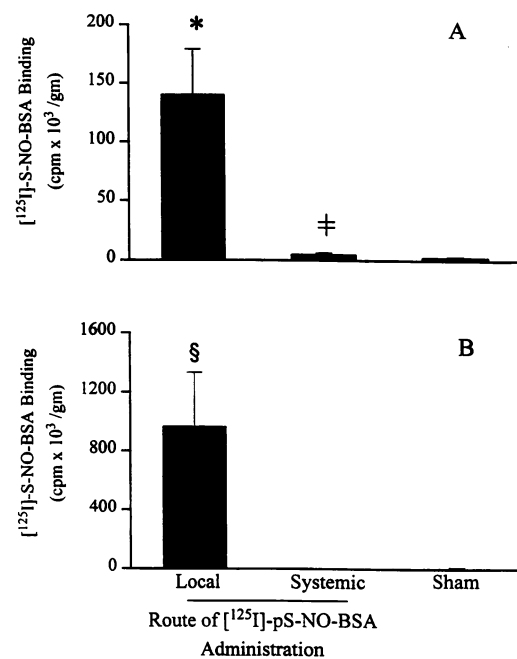 A
*
200
150
100
50
0
[125I]-S-NO-BSA Binding
(cpm x 10³ /gm)
‡
B
§
1600
1200
800
400
0
[125I]-S-NO-BSA Binding
(cpm x 10³ /gm)
Local Systemic Sham
Route of [125I]-pS-NO-BSA
Administration